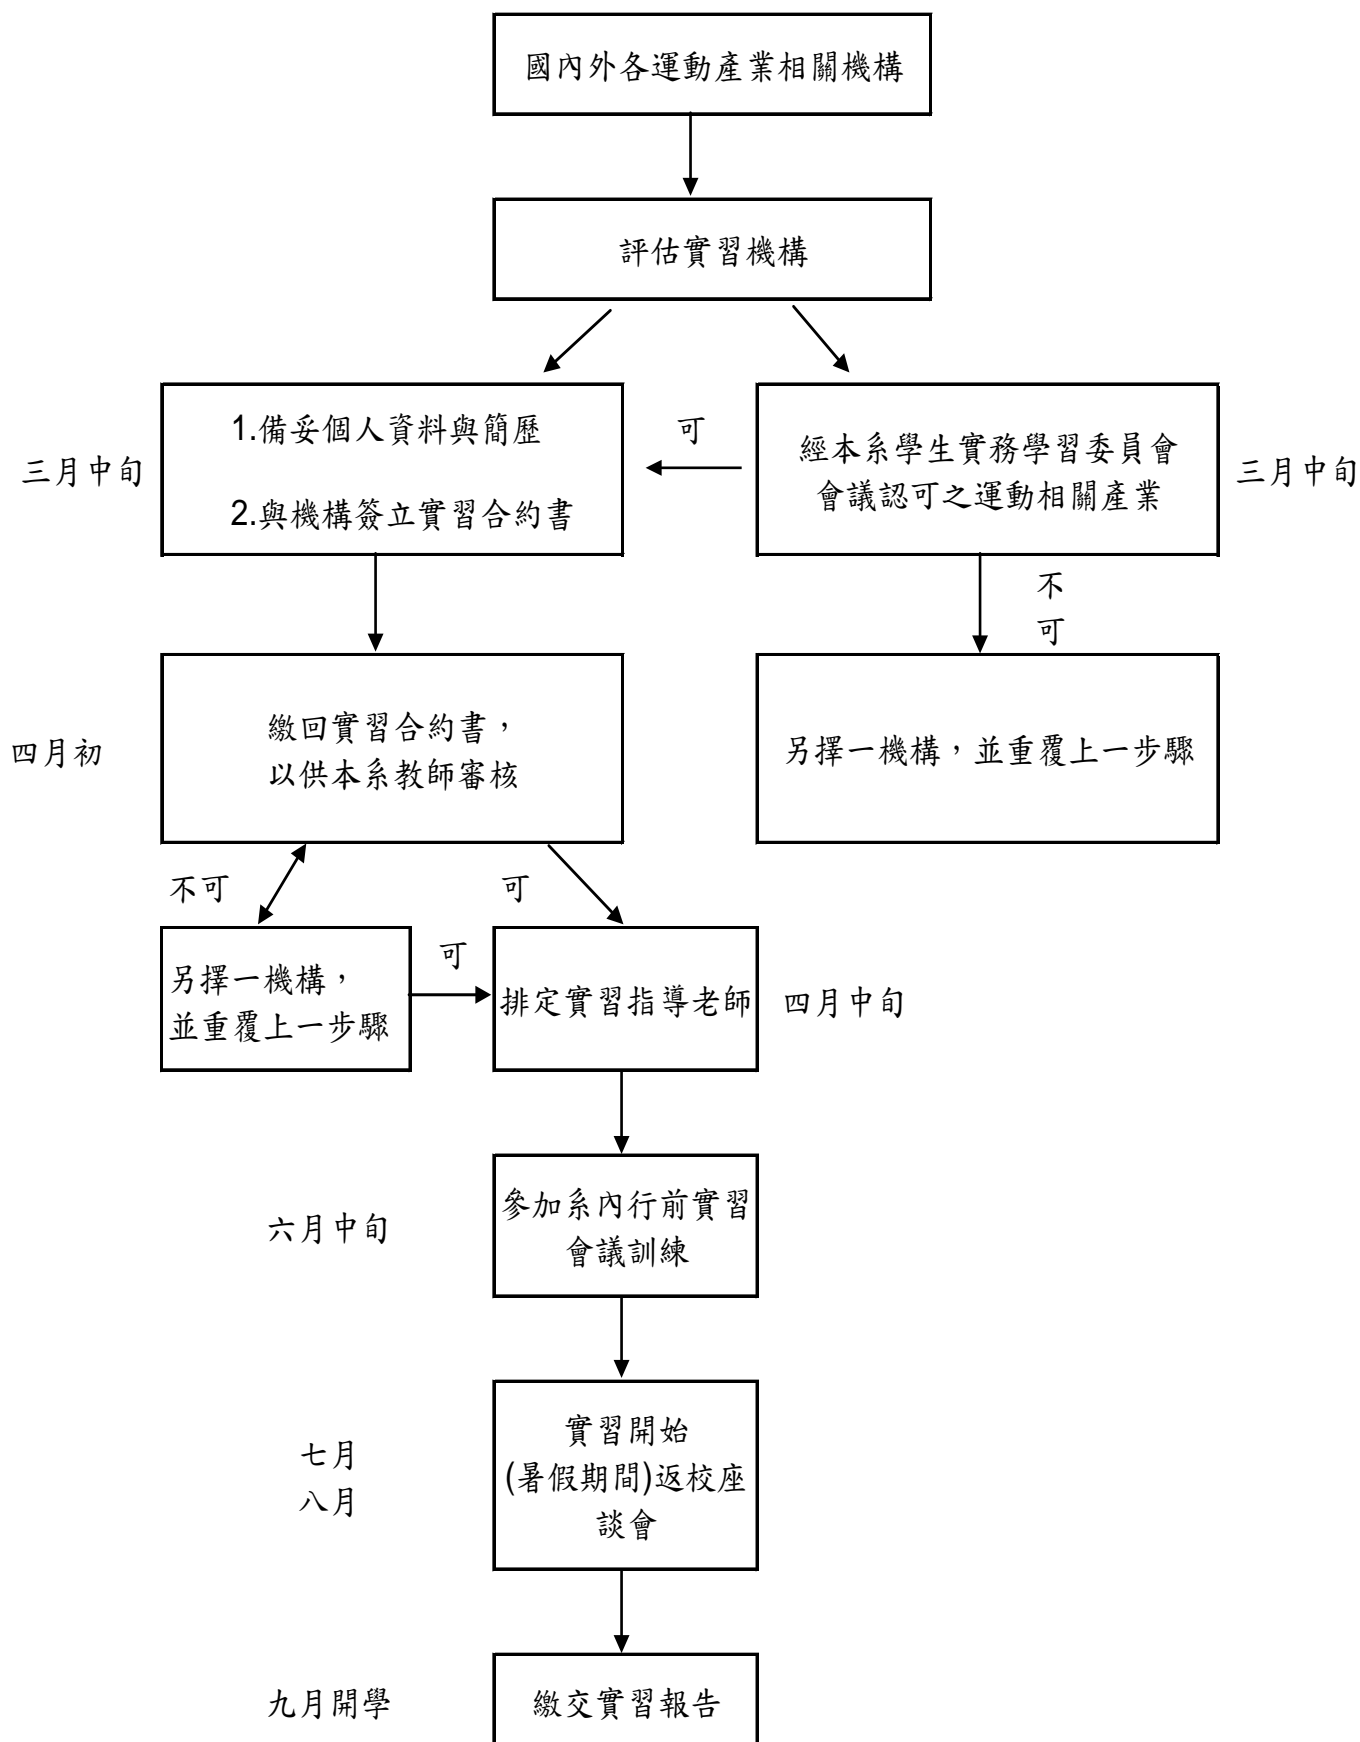 國內外各運動產業相關機構
評估實習機構
三月中旬
1.備妥個人資料與簡歷
2.與機構簽立實習合約書
可
經本系學生實務學習委員會
會議認可之運動相關產業
三月中旬
不
可
四月初
繳回實習合約書，
以供本系教師審核
另擇一機構，並重覆上一步驟
不可
可
另擇一機構，
並重覆上一步驟
可
排定實習指導老師
四月中旬
六月中旬
參加系內行前實習
會議訓練
七月
八月
實習開始
(暑假期間)返校座
談會
九月開學
繳交實習報告